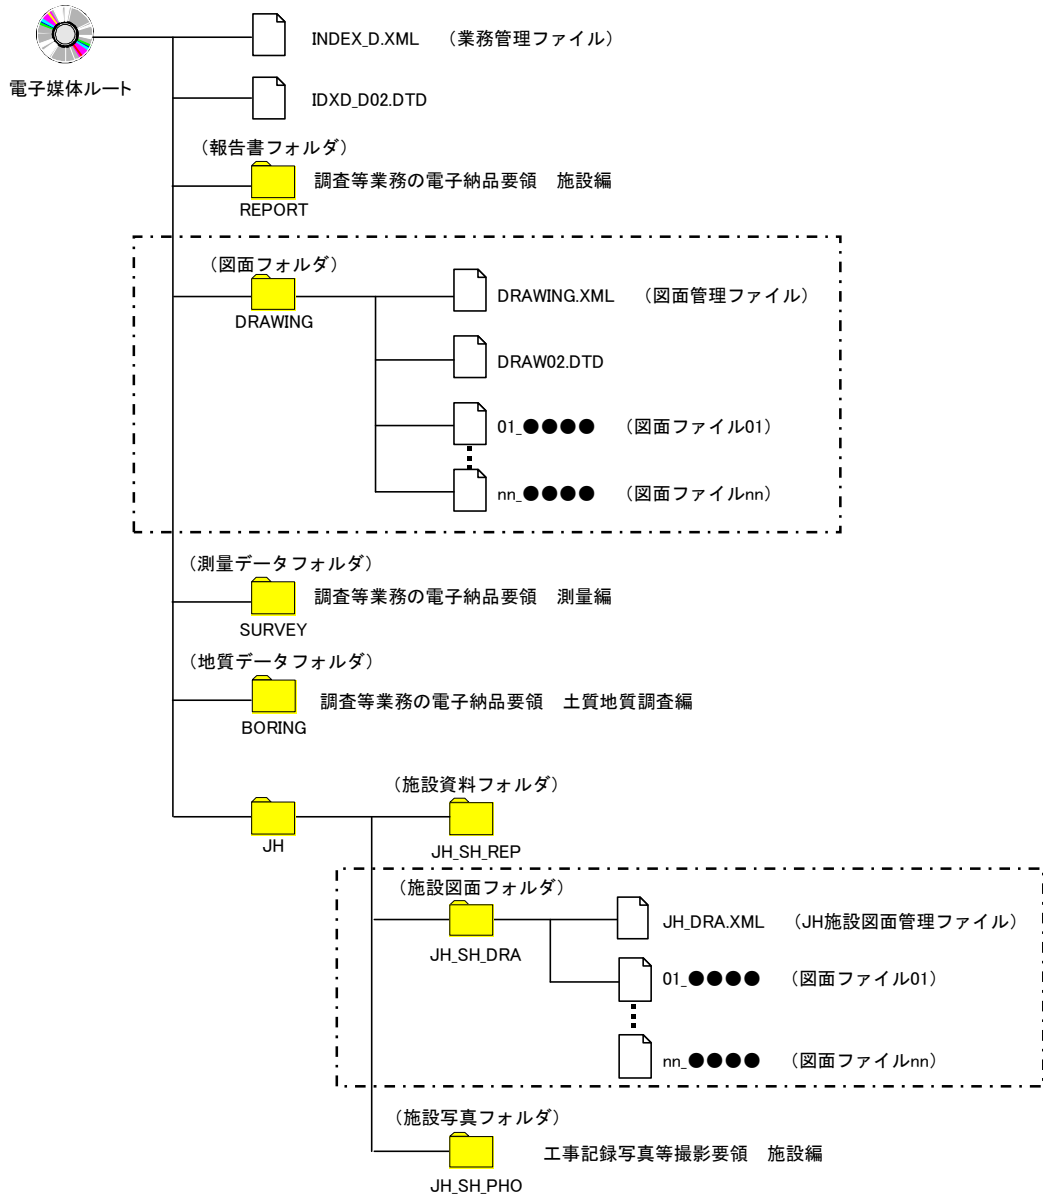 INDEX_D.XML （業務管理ファイル）
電子媒体ルート
IDXD_D02.DTD
（報告書フォルダ）
調査等業務の電子納品要領　施設編
REPORT
（図面フォルダ）
DRAWING
DRAWING.XML （図面管理ファイル）
DRAW02.DTD
01_●●●● （図面ファイル01）
nn_●●●● （図面ファイルnn）
（測量データフォルダ）
調査等業務の電子納品要領　測量編
SURVEY
（地質データフォルダ）
調査等業務の電子納品要領　土質地質調査編
BORING
JH
（施設資料フォルダ）
JH_SH_REP
（施設図面フォルダ）
JH_SH_DRA
JH_DRA.XML （JH施設図面管理ファイル）
01_●●●● （図面ファイル01）
nn_●●●● （図面ファイルnn）
（施設写真フォルダ）
工事記録写真等撮影要領　施設編
JH_SH_PHO